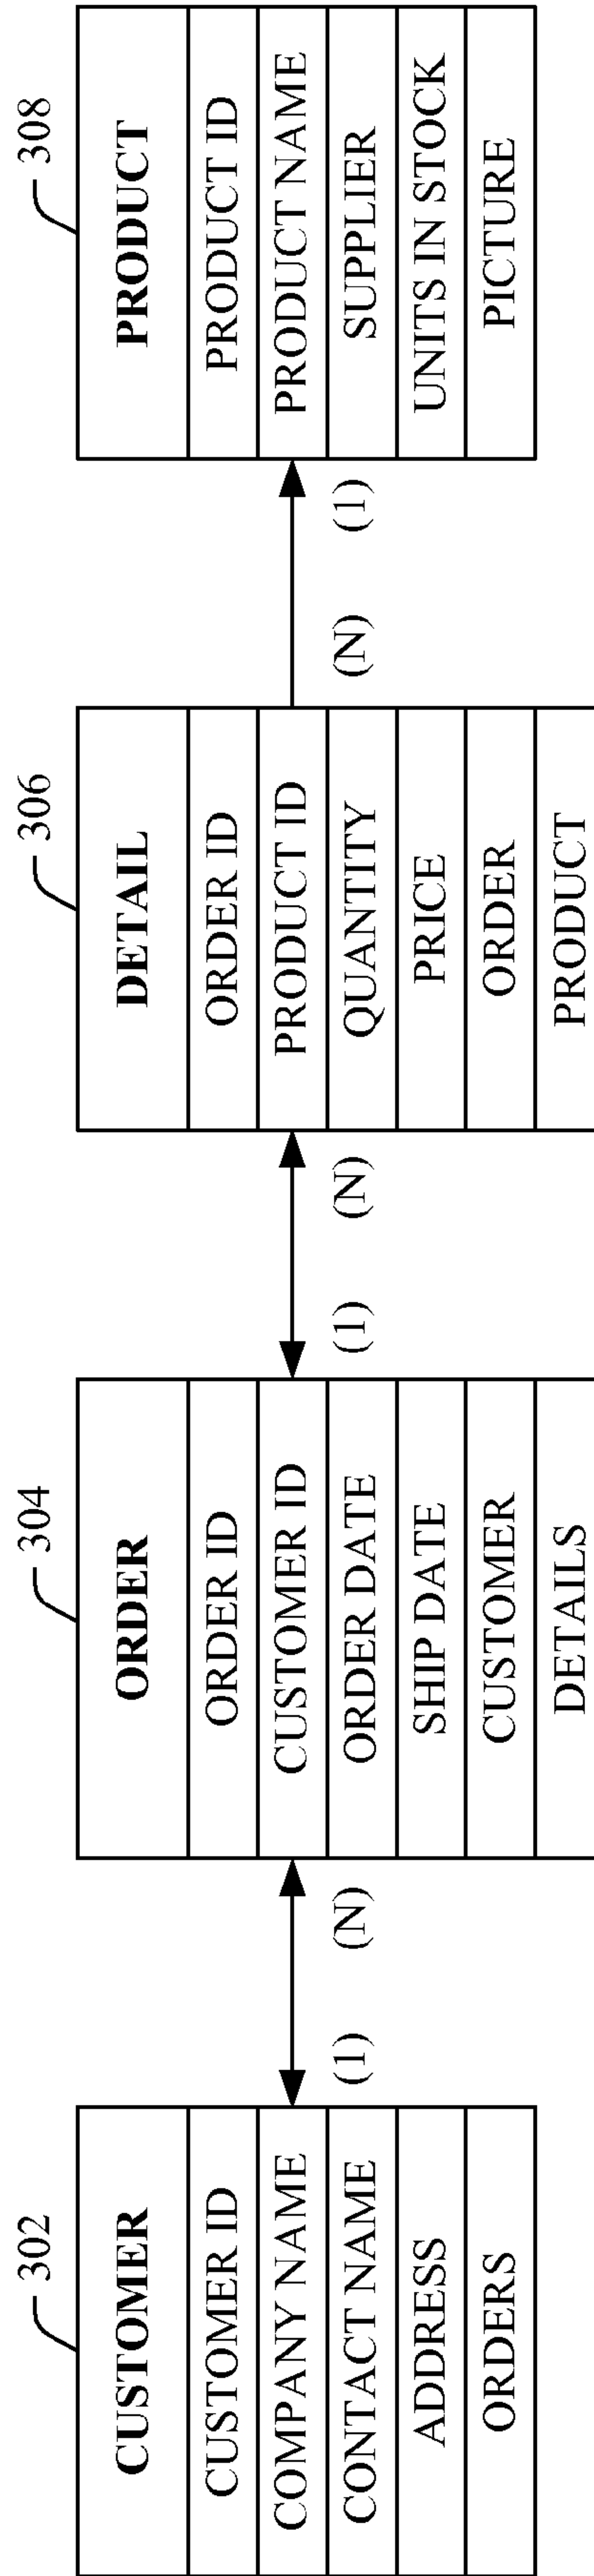 302
CUSTOMER
CUSTOMER ID
COMPANY NAME
CONTACT NAME
ADDRESS
ORDERS
(1)
(N)
304
ORDER
ORDER ID
CUSTOMER ID
ORDER DATE
SHIP DATE
CUSTOMER
DETAILS
(1)
(N)
306
DETAIL
ORDER ID
PRODUCT ID
QUANTITY
PRICE
ORDER
PRODUCT
(N)
(1)
308
PRODUCT
PRODUCT ID
PRODUCT NAME
SUPPLIER
UNITS IN STOCK
PICTURE